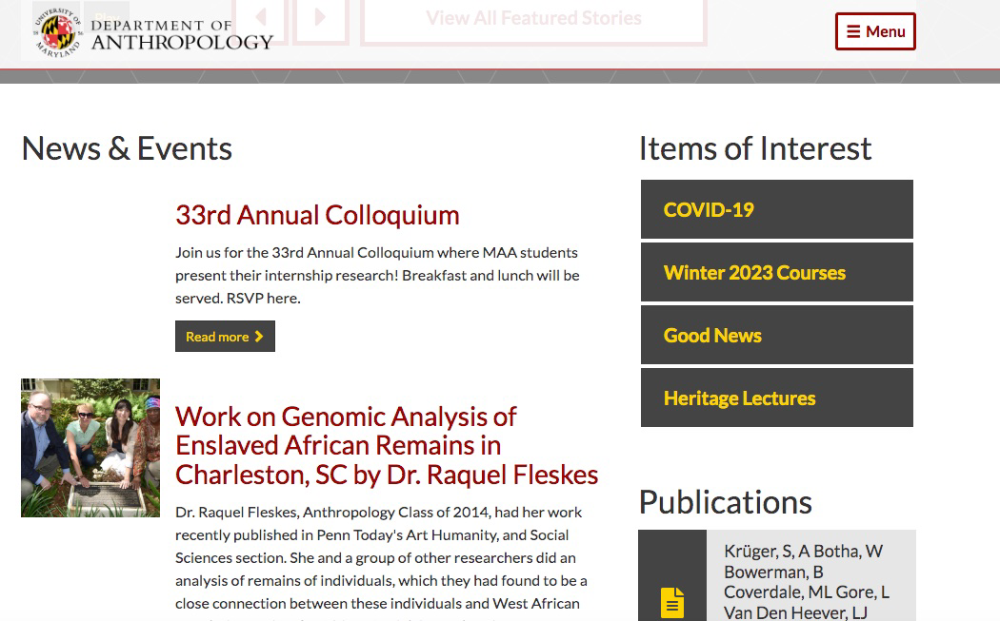 UNIVERSITY OF
MARYLAND
18 56
DEPARTMENT OF
ANTHROPOLOGY
View All Featured Stories
Menu
News & Events
33rd Annual Colloquium
Join us for the 33rd Annual Colloquium where MAA students
present their internship research! Breakfast and lunch will be
served. RSVP here.
Read more
Work on Genomic Analysis of
Enslaved African Remains in
Charleston, SC by Dr. Raquel Fleskes
Dr. Raquel Fleskes, Anthropology Class of 2014, had her work
recently published in Penn Today's Art Humanity, and Social
Sciences section. She and a group of other researchers did an
analysis of remains of individuals, which they had found to be a
close connection between these individuals and West African
Items of Interest
COVID-19
Winter 2023 Courses
Good News
Heritage Lectures
Publications
Krüger, S, A Botha, W
Bowerman, B
Coverdale, ML Gore, L
Van Den Heever, LJ